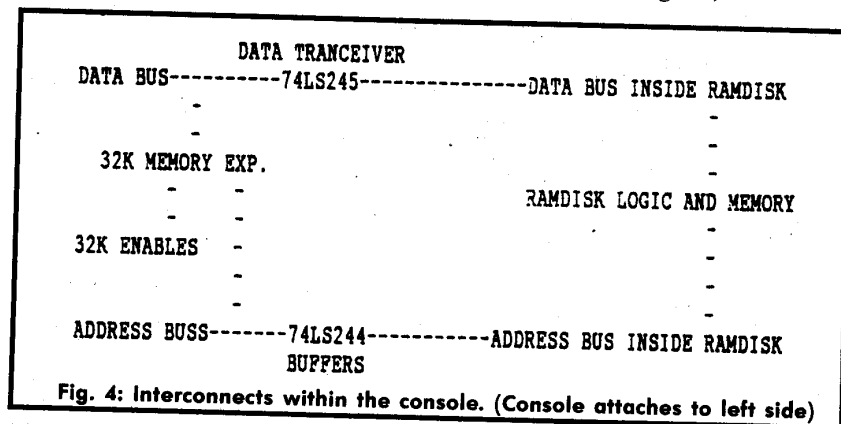 DATA TRANCEIVER
DATA BUS----------74LS245---------------DATA BUS INSIDE RAMDISK
32K MEMORY EXP.
RAMDISK LOGIC AND MEMORY
32K ENABLES
ADDRESS BUSS-------74LS244-----------ADDRESS BUS INSIDE RAMDISK
BUFFERS
Fig. 4: Interconnects within the console. (Console attaches to left side)